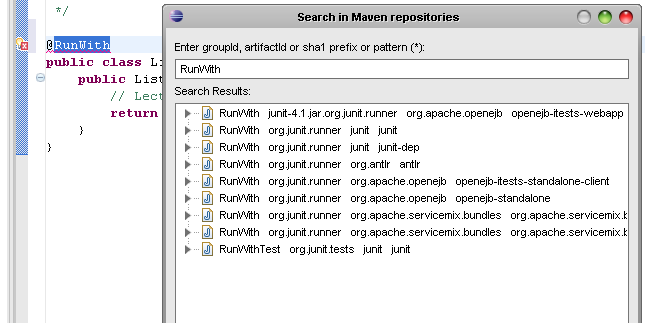 */
@RunWith
public class Li
public List
// Lect
return
}
}
Search in Maven repositories
Enter groupId, artifactId or sha1 prefix or pattern (*):
RunWith
Search Results:
RunWith junit-4.1.jar.org.junit.runner org.apache.openejb openejb-itests-webapp
RunWith org.junit.runner junit junit
RunWith org.junit.runner junit junit-dep
RunWith org.junit.runner org.antlr antlr
RunWith org.junit.runner org.apache.openejb openejb-itests-standalone-client
RunWith org.junit.runner org.apache.openejb openejb-standalone
RunWith org.junit.runner org.apache.servicemix.bundles org.apache.servicemix.b
RunWith org.junit.runner org.apache.servicemix.bundles org.apache.servicemix.b
RunWithTest org.junit.tests junit junit